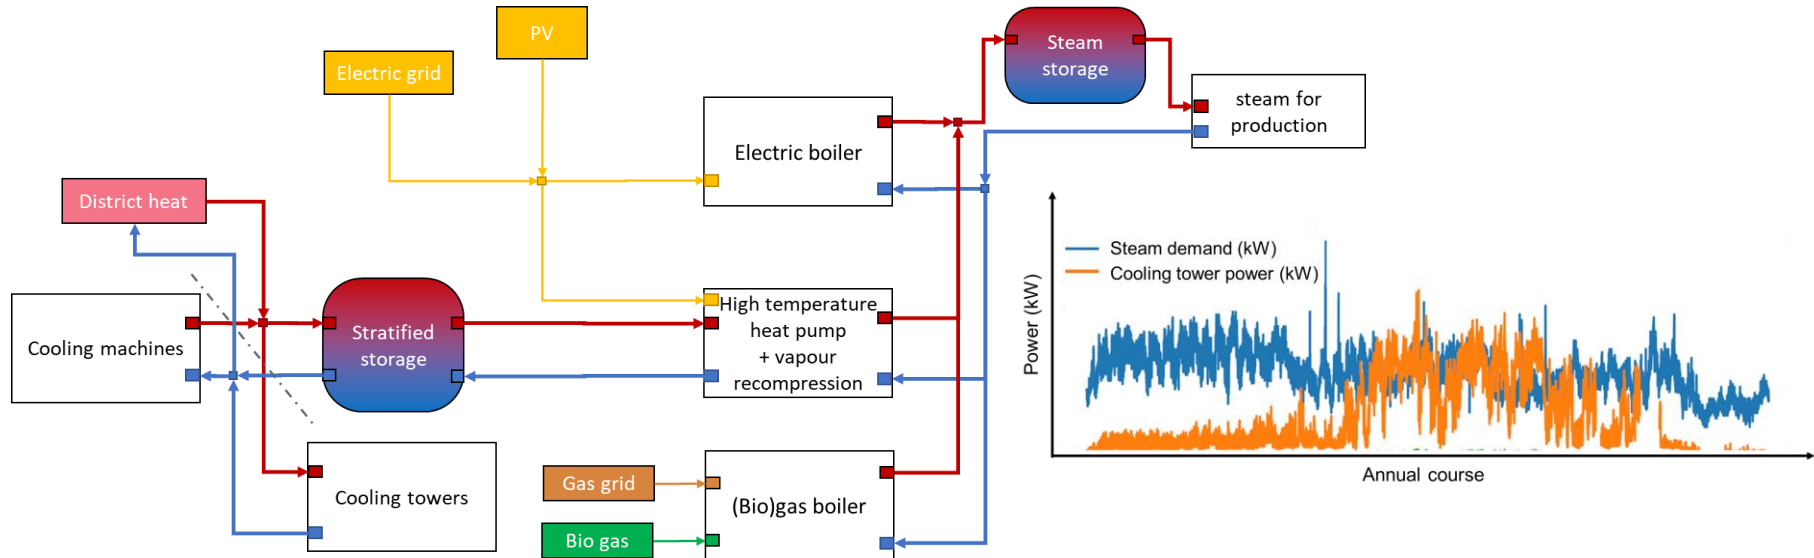 PV
Electric grid
Steam
storage
steam for
production
Electric boiler
District heat
Cooling machines
Stratified
storage
High temperature
heat pump
+ vapour
recompression
Cooling towers
Gas grid
Bio gas
(Bio)gas boiler
Steam demand (kW)
Cooling tower power (kW)
Power (kW)
Annual course